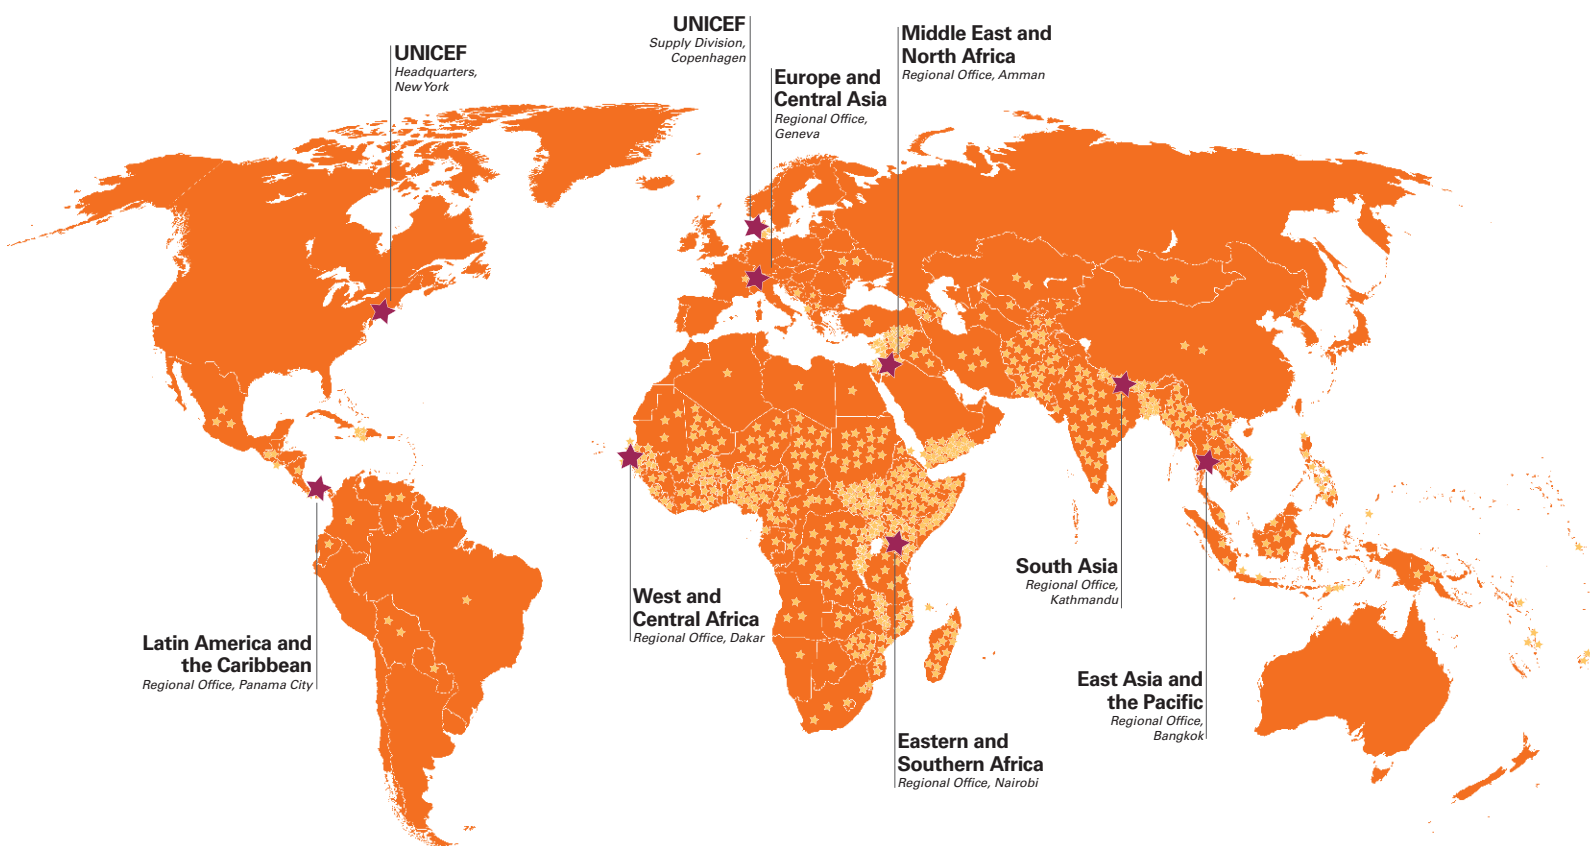 UNICEF
Headquarters,
New York
UNICEF
Supply Division,
Copenhagen
Europe and
Central Asia
Regional Office,
Geneva
Middle East and
North Africa
Regional Office, Amman
Latin America and
the Caribbean
Regional Office, Panama City
West and
Central Africa
Regional Office, Dakar
Eastern and
Southern Africa
Regional Office, Nairobi
South Asia
Regional Office,
Kathmandu
East Asia and
the Pacific
Regional Office,
Bangkok